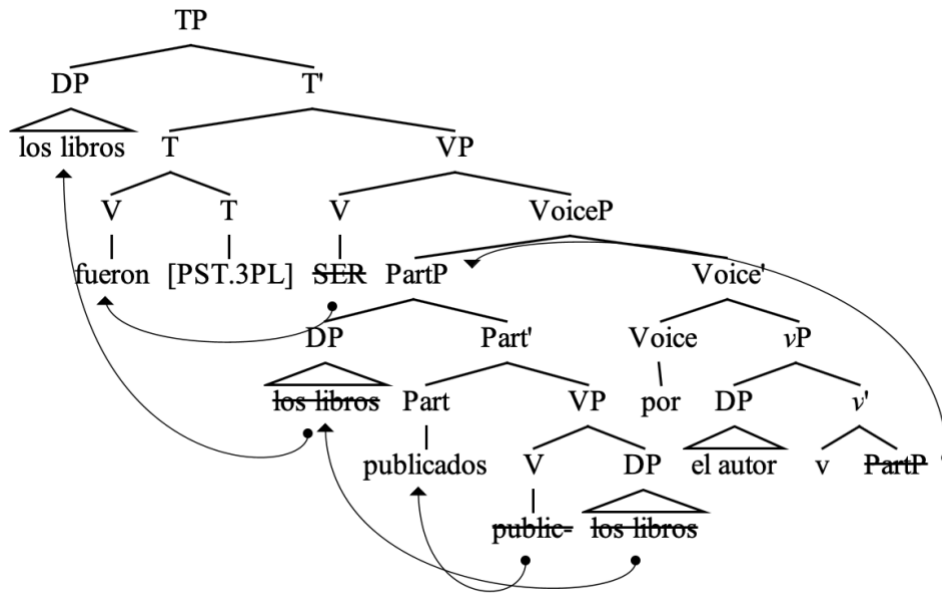 TP
DP T'
los libros T VP
V T V VoiceP
fueron [PST.3PL] SER PartP Voice'
DP Part' Voice vP
los libros Part VP por DP v'
publicados V DP el autor v PartP
public- los libros